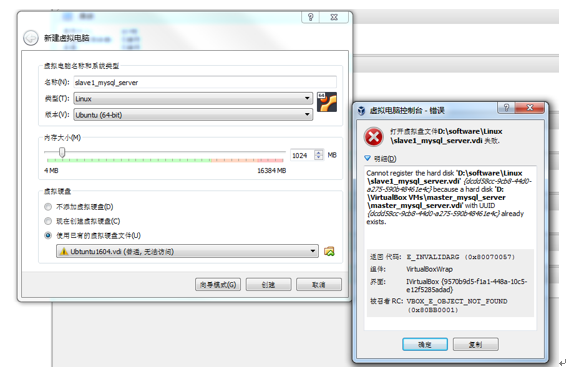 新建虚拟电脑
虚拟电脑名称和系统类型
名称(N): slave1_mysql_server
类型(T): Linux
版本(V): Ubuntu (64-bit)
64
内存大小(M)
1024 MB
4 MB 16384 MB
虚拟硬盘
不添加虚拟硬盘(D)
现在创建虚拟硬盘(C)
使用已有的虚拟硬盘文件(U)
Ubtuntu1604.vdi (普通, 无法访问)
向导模式(G) 创建 取消
虚拟电脑控制台 - 错误
打开虚拟盘文件D:\software\Linux
\slave1_mysql_server.vdi 失败.
明细(D)
Cannot register the hard disk 'D:\software\Linux
\slave1_mysql_server.vdi' {dcdd58cc-9cb8-44d0-
a275-590b48461e4c} because a hard disk 'D:
\VirtualBox VMs\master_mysql_server
\master_mysql_server.vdi' with UUID
{dcdd58cc-9cb8-44d0-a275-590b48461e4c} already
exists.
返回 代码: E_INVALIDARG (0x80070057)
组件: VirtualBoxWrap
界面: IVirtualBox {9570b9d5-f1a1-448a-10c5-
e12f5285adad}
被召者 RC: VBOX_E_OBJECT_NOT_FOUND
(0x80BB0001)
确定 复制